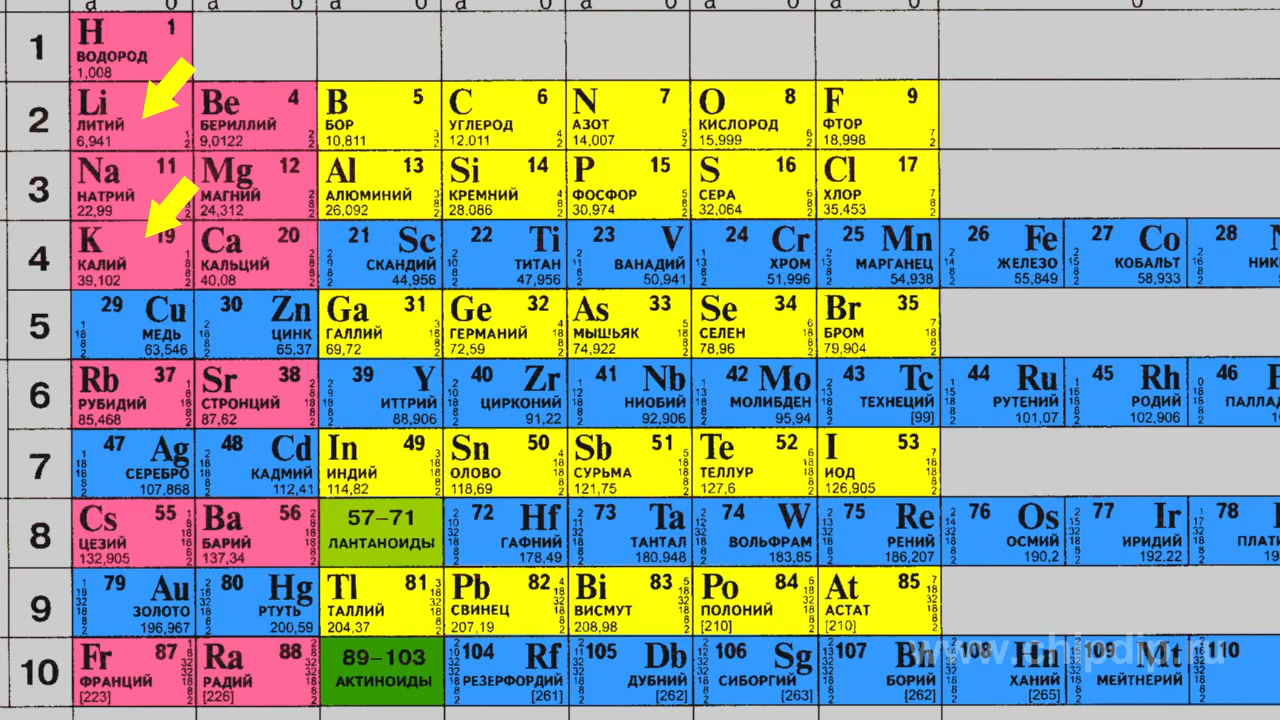 а б а б а б а б а б а б а б б
1 H 1
ВОДОРОД
1,008
2 Li Be 4 B 5 C 6 N 7 O 8 F 9
ЛИТИЙ БЕРИЛЛИЙ БОР УГЛЕРОД АЗОТ КИСЛОРОД ФТОР
6,941 9,0122 10,811 12.011 14,007 15,999 18,998
3 Na 11 Mg 12 Al 13 Si 14 P 15 S 16 Cl 17
НАТРИЙ МАГНИЙ АЛЮМИНИЙ КРЕМНИЙ ФОСФОР СЕРА ХЛОР
22,99 24,312 26,092 28.086 30,974 32,064 35,453
4 K 19 Ca 20 21 Sc 22 Ti 23 V 24 Cr 25 Mn 26 Fe 27 Co 28
КАЛИЙ КАЛЬЦИЙ СКАНДИЙ ТИТАН ВАНАДИЙ ХРОМ МАРГАНЕЦ ЖЕЛЕЗО КОБАЛЬТ НИК
39,102 40,08 44,956 47,956 50,941 51,996 54,938 55,849 58,933
5 29 Cu 30 Zn Ga 31 Ge 32 As 33 Se 34 Br 35
МЕДЬ ЦИНК ГАЛЛИЙ ГЕРМАНИЙ МЫШЬЯК СЕЛЕН БРОМ
63,546 65,37 69,72 72,59 74,922 78,96 79,904
6 Rb 37 Sr 38 39 Y 40 Zr 41 Nb 42 Mo 43 Tc 44 Ru 45 Rh 46
РУБИДИЙ СТРОНЦИЙ ИТТРИЙ ЦИРКОНИЙ НИОБИЙ МОЛИБДЕН ТЕХНЕЦИЙ РУТЕНИЙ РОДИЙ ПАЛЛАД
85,468 87,62 88,906 91,22 92,906 95,94 [99] 101,07 102,906 10
7 47 Ag 48 Cd In 49 Sn 50 Sb 51 Te 52 I 53
СЕРЕБРО КАДМИЙ ИНДИЙ ОЛОВО СУРЬМА ТЕЛЛУР ИОД
107,868 112,41 114,82 118,69 121,75 127,6 126,905
8 Cs 55 Ba 56 57–71 72 Hf 73 Ta 74 W 75 Re 76 Os 77 Ir 78
ЦЕЗИЙ БАРИЙ ЛАНТАНОИДЫ ГАФНИЙ ТАНТАЛ ВОЛЬФРАМ РЕНИЙ ОСМИЙ ИРИДИЙ ПЛАТИ
132,905 137,34 178,49 180,948 183,85 186,207 190,2 192,22 19
9 79 Au 80 Hg Tl 81 Pb 82 Bi 83 Po 84 At 85
ЗОЛОТО РТУТЬ ТАЛЛИЙ СВИНЕЦ ВИСМУТ ПОЛОНИЙ АСТАТ
196,967 200,59 204,37 207,19 208,98 [210] [210]
10 Fr 87 Ra 88 89–103 104 Rf 105 Db 106 Sg 107 108 Hn 109 Mt 110
ФРАНЦИЙ РАДИЙ АКТИНОИДЫ РЕЗЕРФОРДИЙ ДУБНИЙ СИБОРГИЙ БОРИЙ ХАНИЙ МЕЙТНЕРИЙ
[223] [226] [261] [262] [263] [262] [265]
www.chipdip.ru